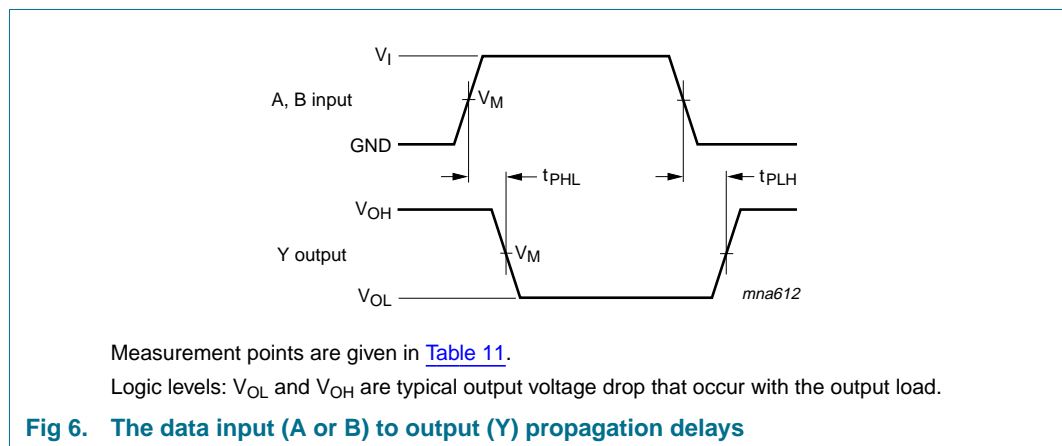 VI
A, B input
VM
GND
tPHL
tPLH
VOH
Y output
VM
VOL
mna612
Measurement points are given in Table 11.
Logic levels: VOL and VOH are typical output voltage drop that occur with the output load.
Fig 6. The data input (A or B) to output (Y) propagation delays